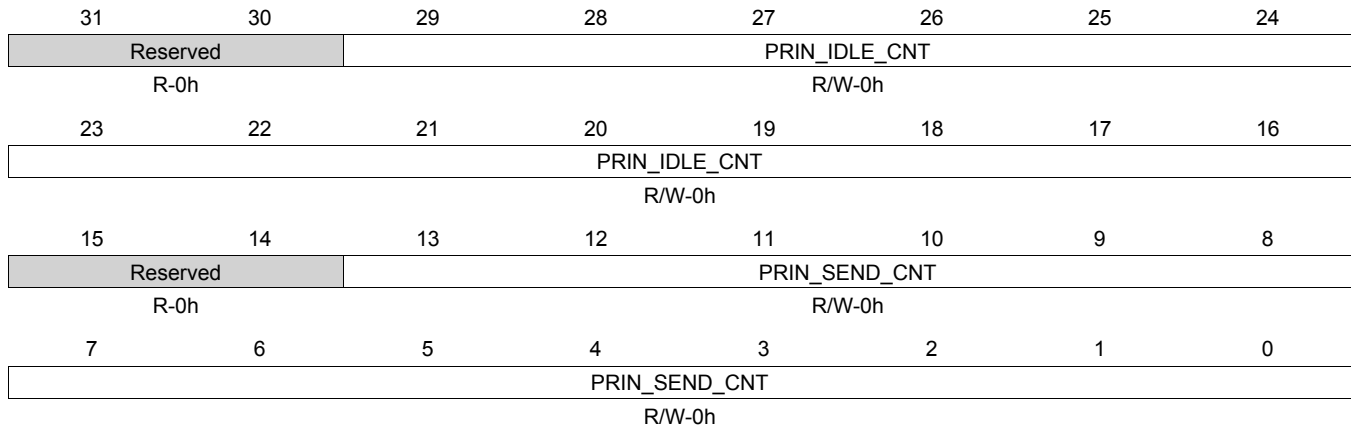 31 30 29 28 27 26 25 24
Reserved PRIN_IDLE_CNT
R-0h R/W-0h
23 22 21 20 19 18 17 16
PRIN_IDLE_CNT
R/W-0h
15 14 13 12 11 10 9 8
Reserved PRIN_SEND_CNT
R-0h R/W-0h
7 6 5 4 3 2 1 0
PRIN_SEND_CNT
R/W-0h